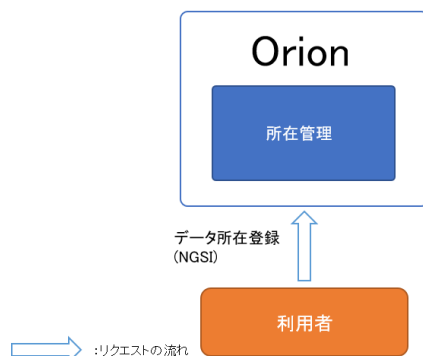 Orion
所在管理
データ所在登録
(NGSI)
利用者
:リクエストの流れ